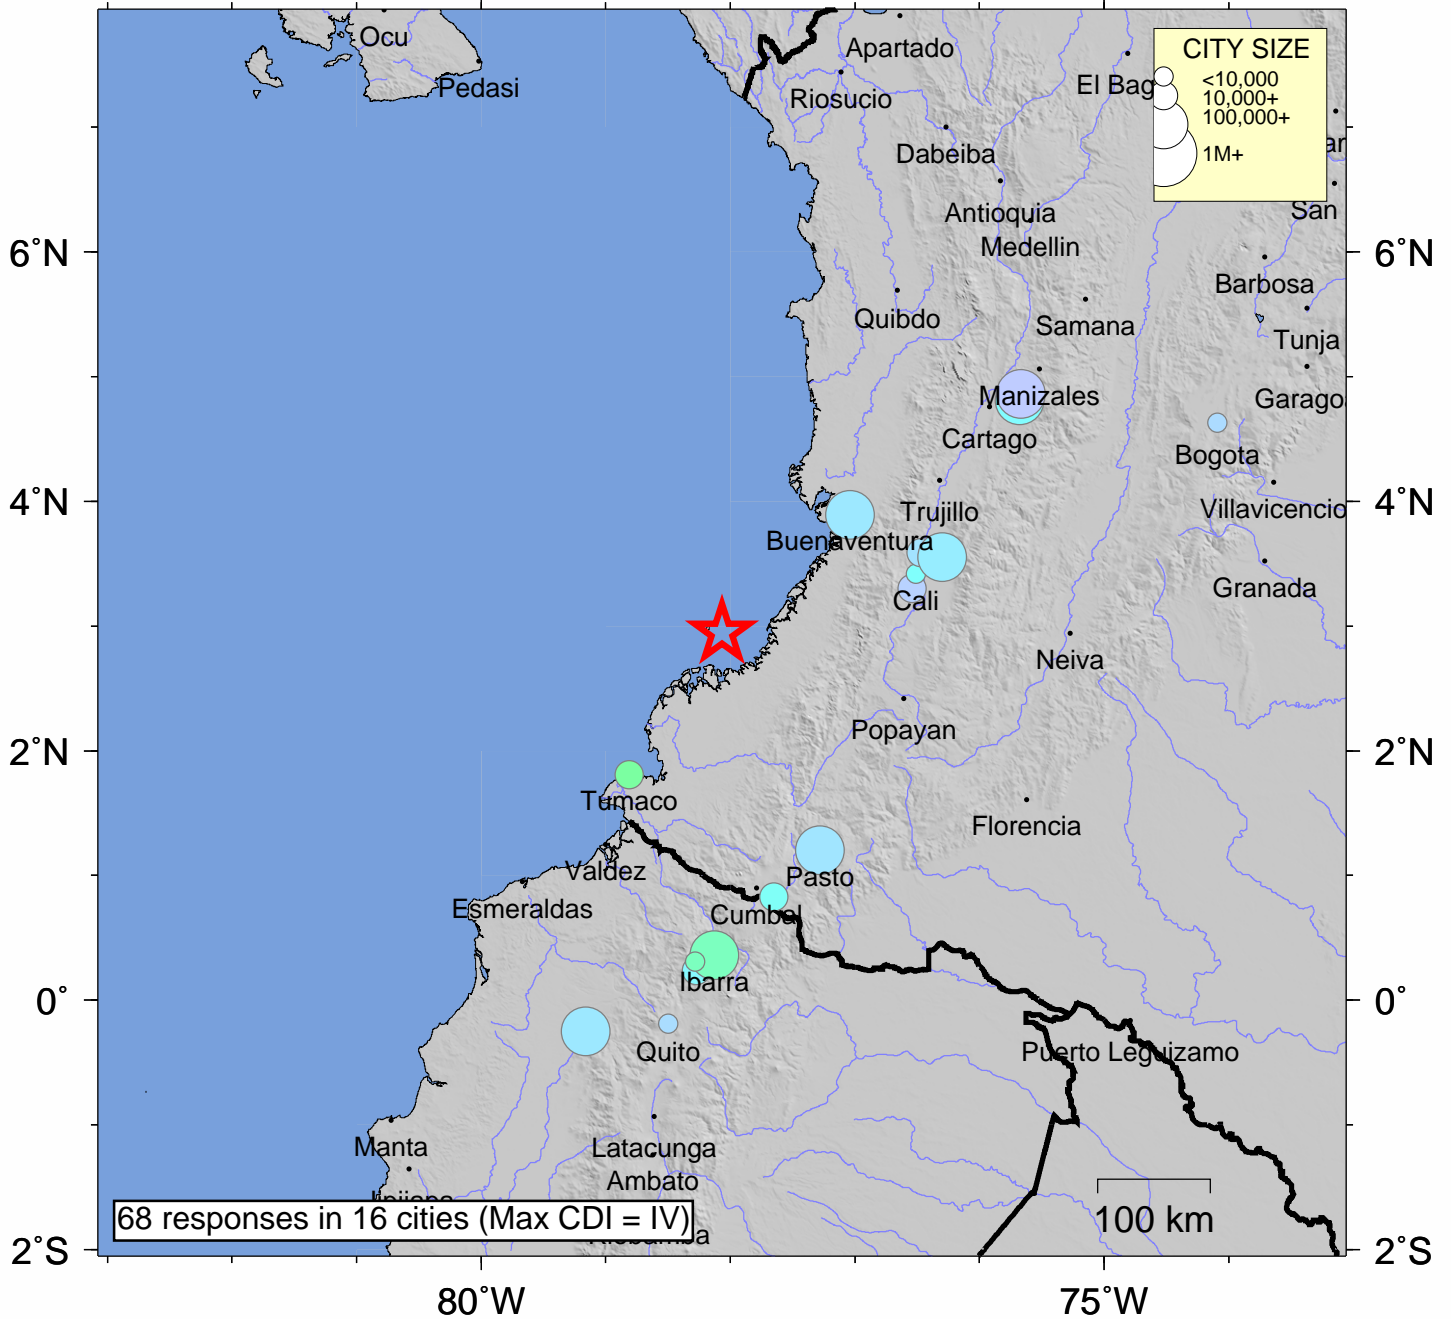 Ocu
Pedasi
Apartado
Riosucio
El Bag
CITY SIZE
<10,000
10,000+
100,000+
1M+
Dabeiba
ar
Antioquia
San
Medellin
6°N
6°N
Barbosa
Quibdo
Samana
Tunja
Manizales
Garago
Cartago
Bogota
4°N
4°N
Trujillo
Villavicencio
Buenaventura
Granada
Cali
Neiva
Popayan
2°N
2°N
Tumaco
Florencia
Valdez
Pasto
Esmeraldas
Cumbal
Ibarra
0°
0°
Quito
Puerto Leguizamo
Manta
Latacunga
Ambato
Jipijapa
68 responses in 16 cities (Max CDI = IV)
100 km
Riobamba
2°S
2°S
80°W
75°W